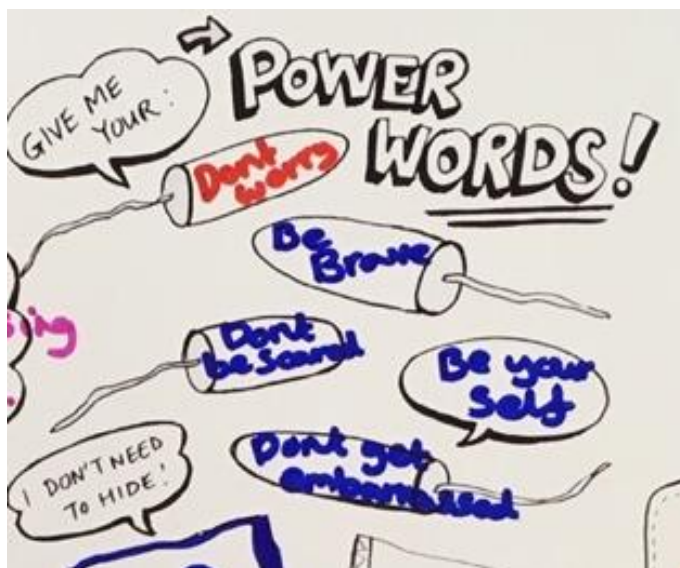 GIVE ME
YOUR:
POWER
WORDS!
Dont
worry
Be
Brave
Dont
be scared
Be your
Self
Dont get
embarrassed
I DON'T NEED
TO HIDE!